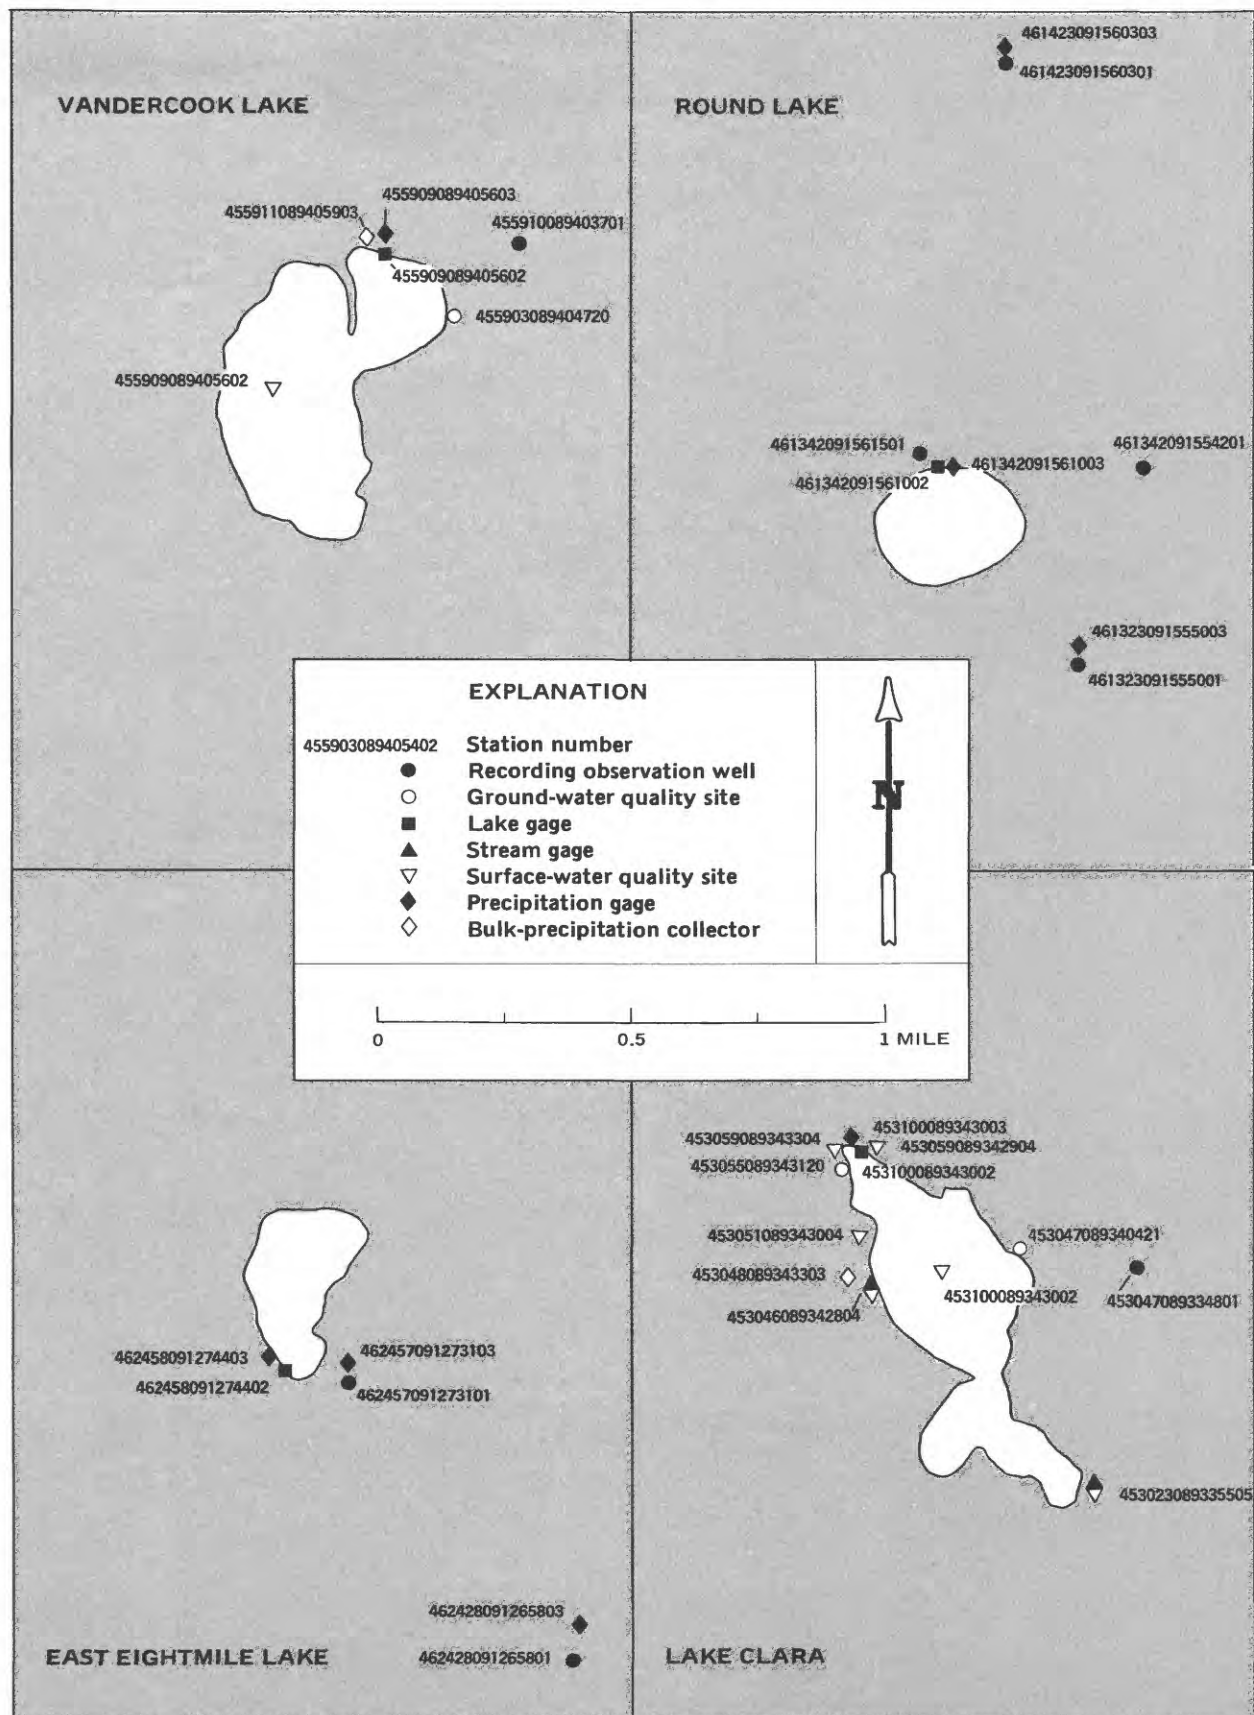 VANDERCOOK LAKE
455911089405903
455909089405603
455910089403701
455909089405602
455903089404720
455909089405602
ROUND LAKE
461423091560303
461423091560301
461342091561501
461342091554201
461342091561003
461342091561002
461323091555003
461323091555001
EXPLANATION
455903089405402 Station number
Recording observation well
Ground-water quality site
Lake gage
Stream gage
Surface-water quality site
Precipitation gage
Bulk-precipitation collector
N
0 0.5 1 MILE
462458091274403
462457091273103
462458091274402
462457091273101
462428091265803
462428091265801
EAST EIGHTMILE LAKE
453100089343003
453059089343304
453059089342904
453055089343120
453100089343002
453051089343004
453047089340421
453048089343303
453100089343002
453047089334801
453046089342804
453023089335505
LAKE CLARA